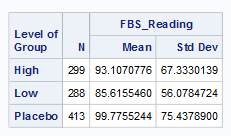 FBS_Reading
Level of Group N Mean Std Dev
High 299 93.1070776 67.3330139
Low 288 85.6155460 56.0784724
Placebo 413 99.7755244 75.4378900